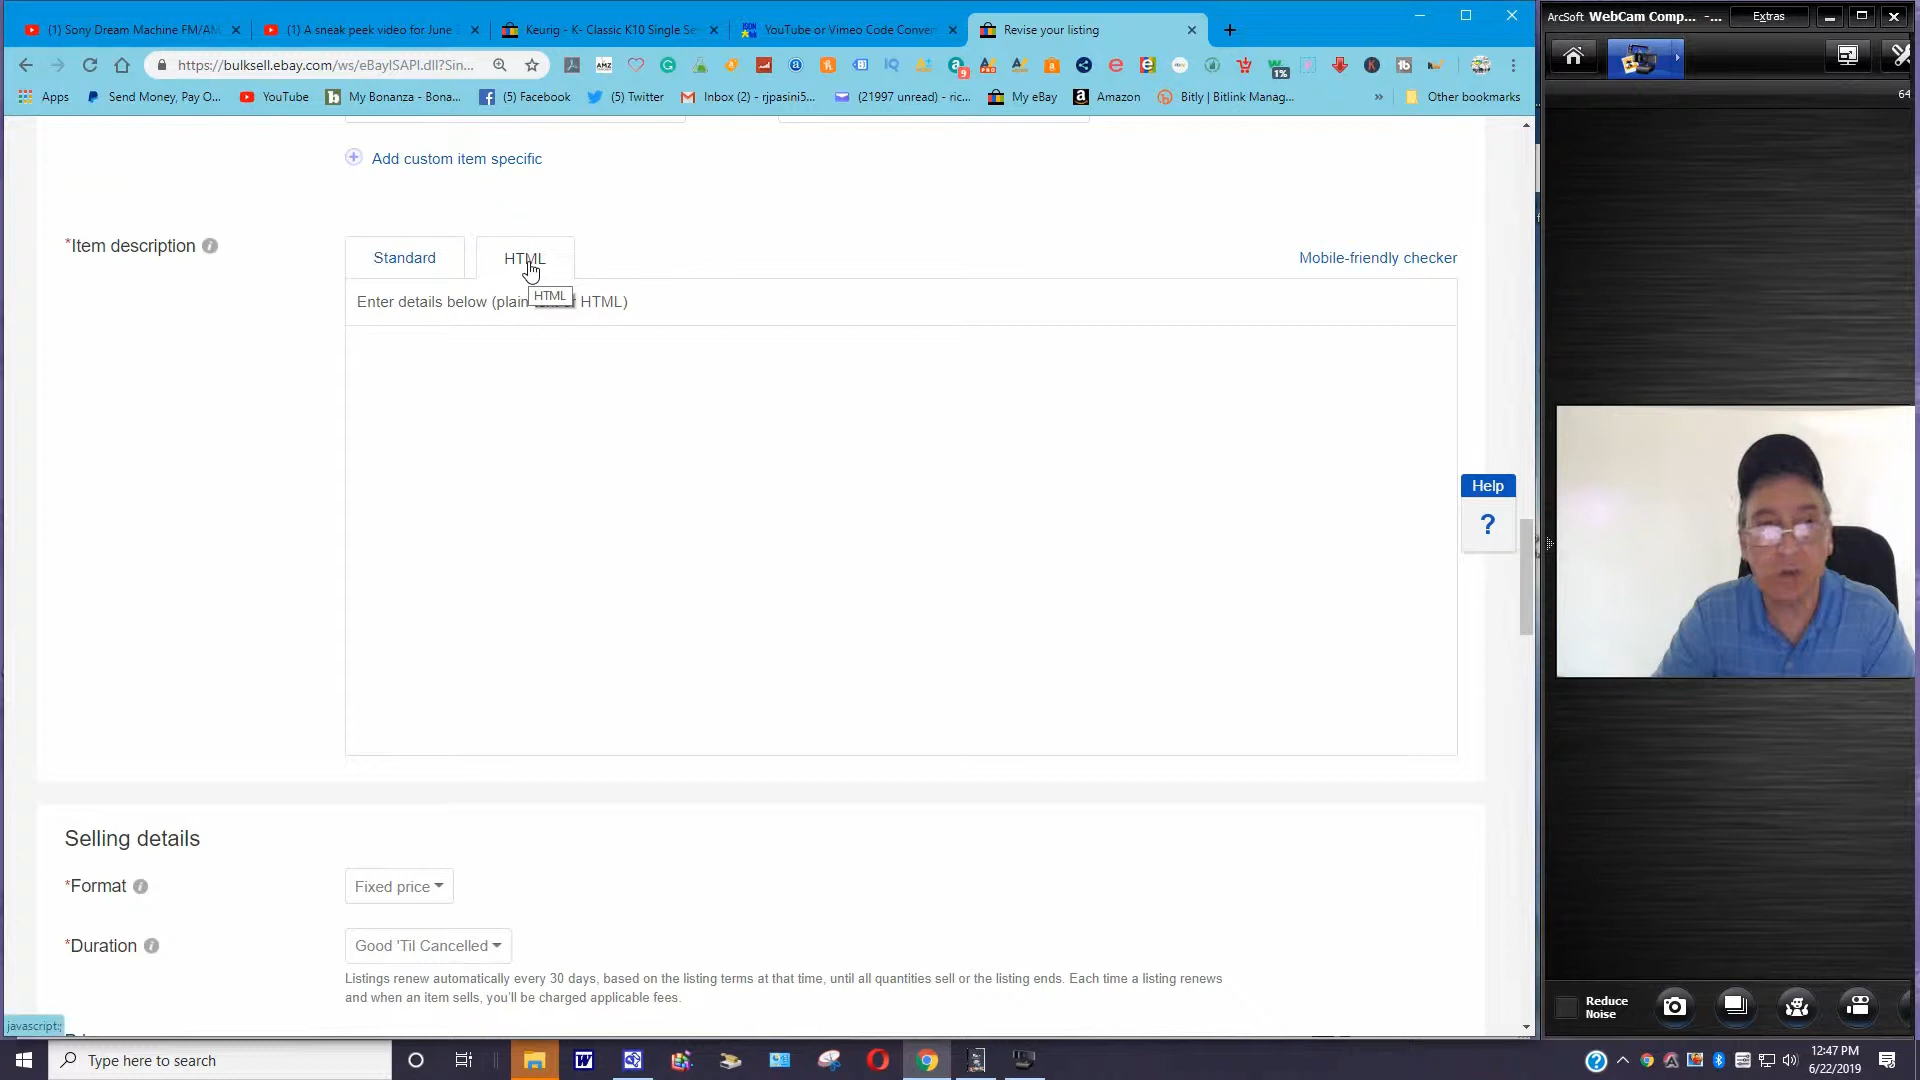 (1) Sony Dream Machine FM/AM
(1) A sneak peek video for June
Keurig - K- Classic K10 Single Se
YouTube or Vimeo Code Conver
Revise your listing
ArcSoft WebCam Comp... -...
Extras
https://bulksell.ebay.com/ws/eBayISAPI.dll?Sin...
AMZ
9
1%
64
Apps
Send Money, Pay O...
YouTube
My Bonanza - Bona...
(5) Facebook
(5) Twitter
Inbox (2) - rjpasini5...
(21997 unread) - ric...
My eBay
Amazon
Bitly | Bitlink Manag...
»
Other bookmarks
Add custom item specific
*Item description
Standard
HTML
Mobile-friendly checker
HTML
Enter details below (plain HTML)
Help
?
Selling details
*Format
Fixed price
*Duration
Good 'Til Cancelled
Listings renew automatically every 30 days, based on the listing terms at that time, until all quantities sell or the listing ends. Each time a listing renews
and when an item sells, you'll be charged applicable fees.
javascript:;
Reduce
Noise
Type here to search
12:47 PM
6/22/2019